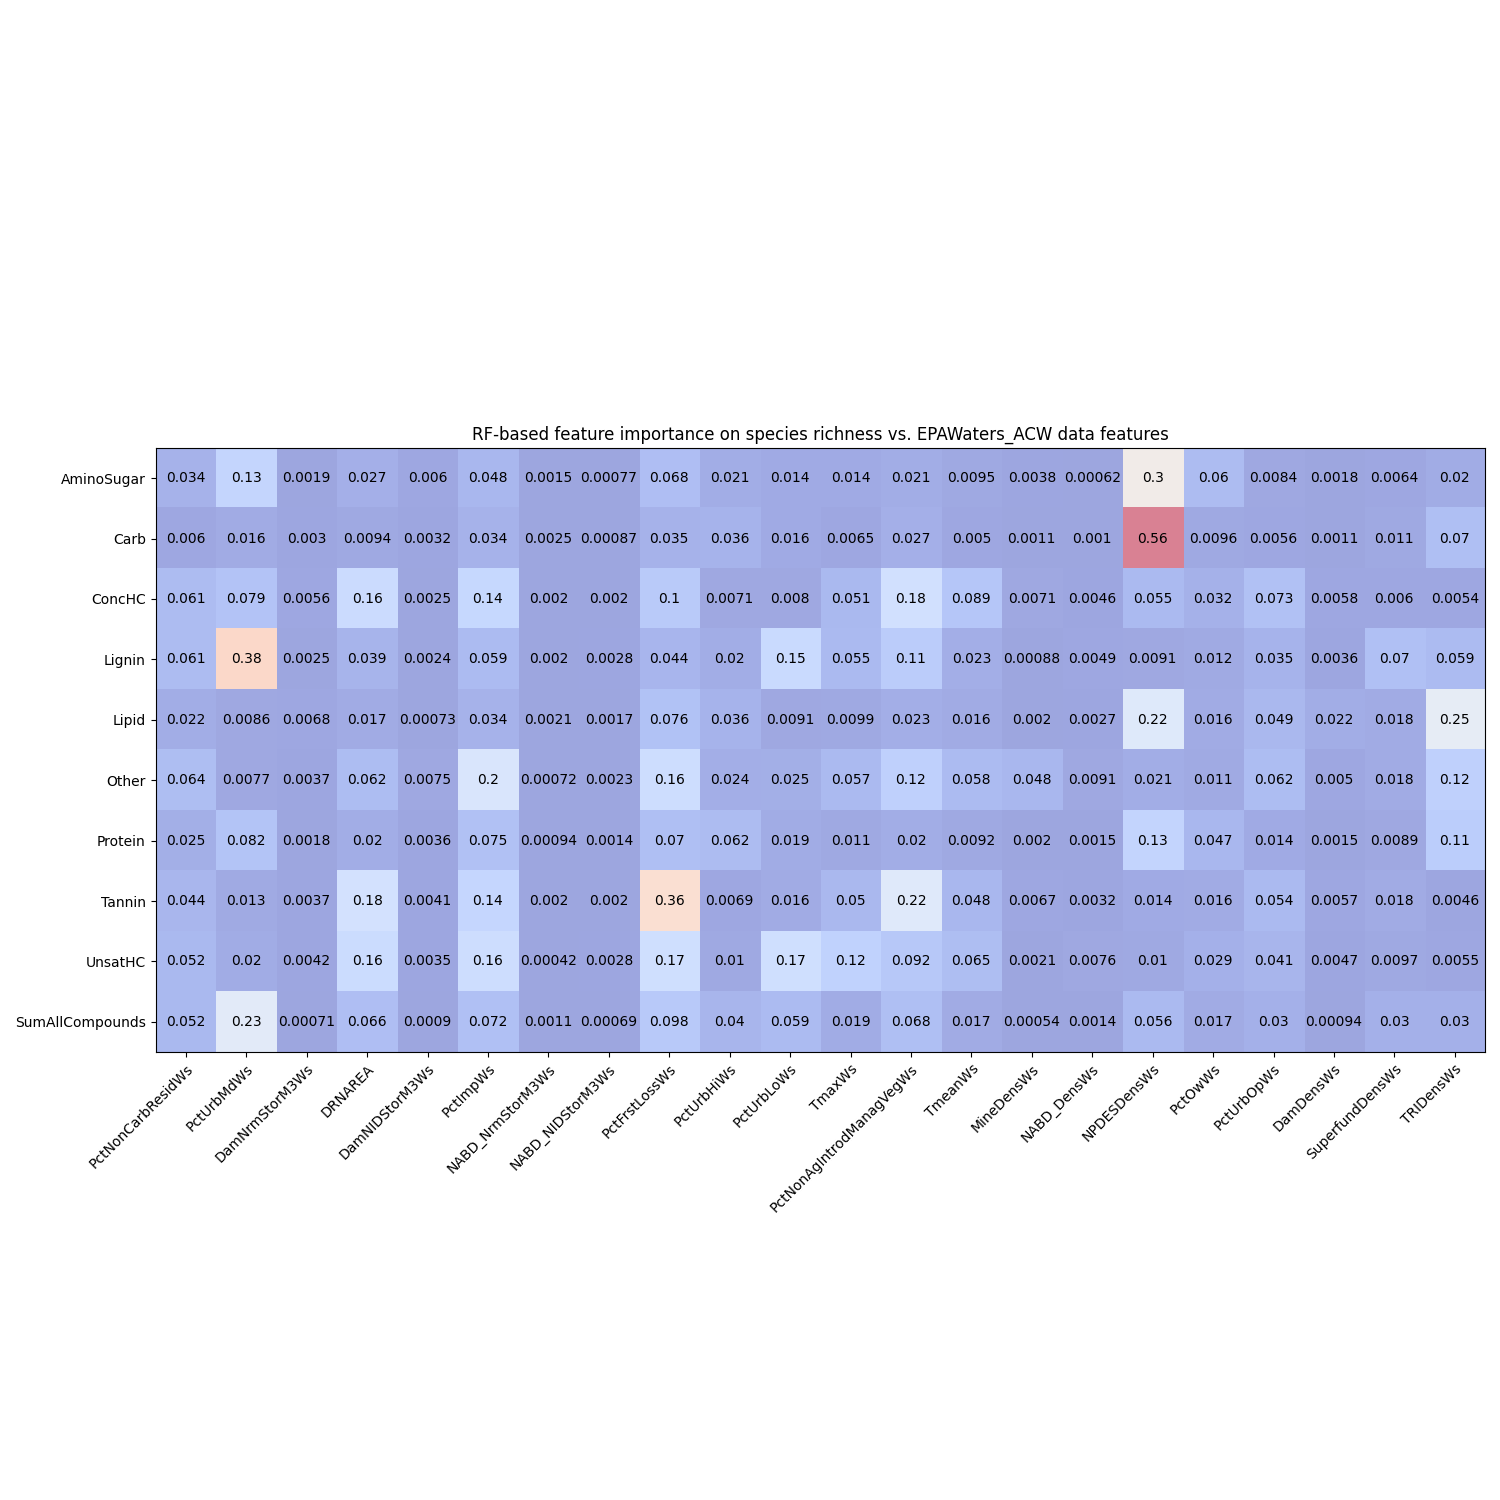 RF-based feature importance on species richness vs. EPAWaters_ACW data features
AminoSugar 0.034 0.13 0.0019 0.027 0.006 0.048 0.0015 0.00077 0.068 0.021 0.014 0.014 0.021 0.0095 0.0038 0.00062 0.3 0.06 0.0084 0.0018 0.0064 0.02
Carb 0.006 0.016 0.003 0.0094 0.0032 0.034 0.0025 0.00087 0.035 0.036 0.016 0.0065 0.027 0.005 0.0011 0.001 0.56 0.0096 0.0056 0.0011 0.011 0.07
ConcHC 0.061 0.079 0.0056 0.16 0.0025 0.14 0.002 0.002 0.1 0.0071 0.008 0.051 0.18 0.089 0.0071 0.0046 0.055 0.032 0.073 0.0058 0.006 0.0054
Lignin 0.061 0.38 0.0025 0.039 0.0024 0.059 0.002 0.0028 0.044 0.02 0.15 0.055 0.11 0.023 0.00088 0.0049 0.0091 0.012 0.035 0.0036 0.07 0.059
Lipid 0.022 0.0086 0.0068 0.017 0.00073 0.034 0.0021 0.0017 0.076 0.036 0.0091 0.0099 0.023 0.016 0.002 0.0027 0.22 0.016 0.049 0.022 0.018 0.25
Other 0.064 0.0077 0.0037 0.062 0.0075 0.2 0.00072 0.0023 0.16 0.024 0.025 0.057 0.12 0.058 0.048 0.0091 0.021 0.011 0.062 0.005 0.018 0.12
Protein 0.025 0.082 0.0018 0.02 0.0036 0.075 0.00094 0.0014 0.07 0.062 0.019 0.011 0.02 0.0092 0.002 0.0015 0.13 0.047 0.014 0.0015 0.0089 0.11
Tannin 0.044 0.013 0.0037 0.18 0.0041 0.14 0.002 0.002 0.36 0.0069 0.016 0.05 0.22 0.048 0.0067 0.0032 0.014 0.016 0.054 0.0057 0.018 0.0046
UnsatHC 0.052 0.02 0.0042 0.16 0.0035 0.16 0.00042 0.0028 0.17 0.01 0.17 0.12 0.092 0.065 0.0021 0.0076 0.01 0.029 0.041 0.0047 0.0097 0.0055
SumAllCompounds 0.052 0.23 0.00071 0.066 0.0009 0.072 0.0011 0.00069 0.098 0.04 0.059 0.019 0.068 0.017 0.00054 0.0014 0.056 0.017 0.03 0.00094 0.03 0.03
PctNonCarbResidWs
PctUrbMdWs
DamNrmStorM3Ws
DRNAREA
DamNIDStorM3Ws
PctImpWs
NABD_NrmStorM3Ws
NABD_NIDStorM3Ws
PctFrstLossWs
PctUrbHiWs
PctUrbLoWs
TmaxWs
PctNonAgIntrodManagVegWs
TmeanWs
MineDensWs
NABD_DensWs
NPDESDensWs
PctOwWs
PctUrbOpWs
DamDensWs
SuperfundDensWs
TRIDensWs